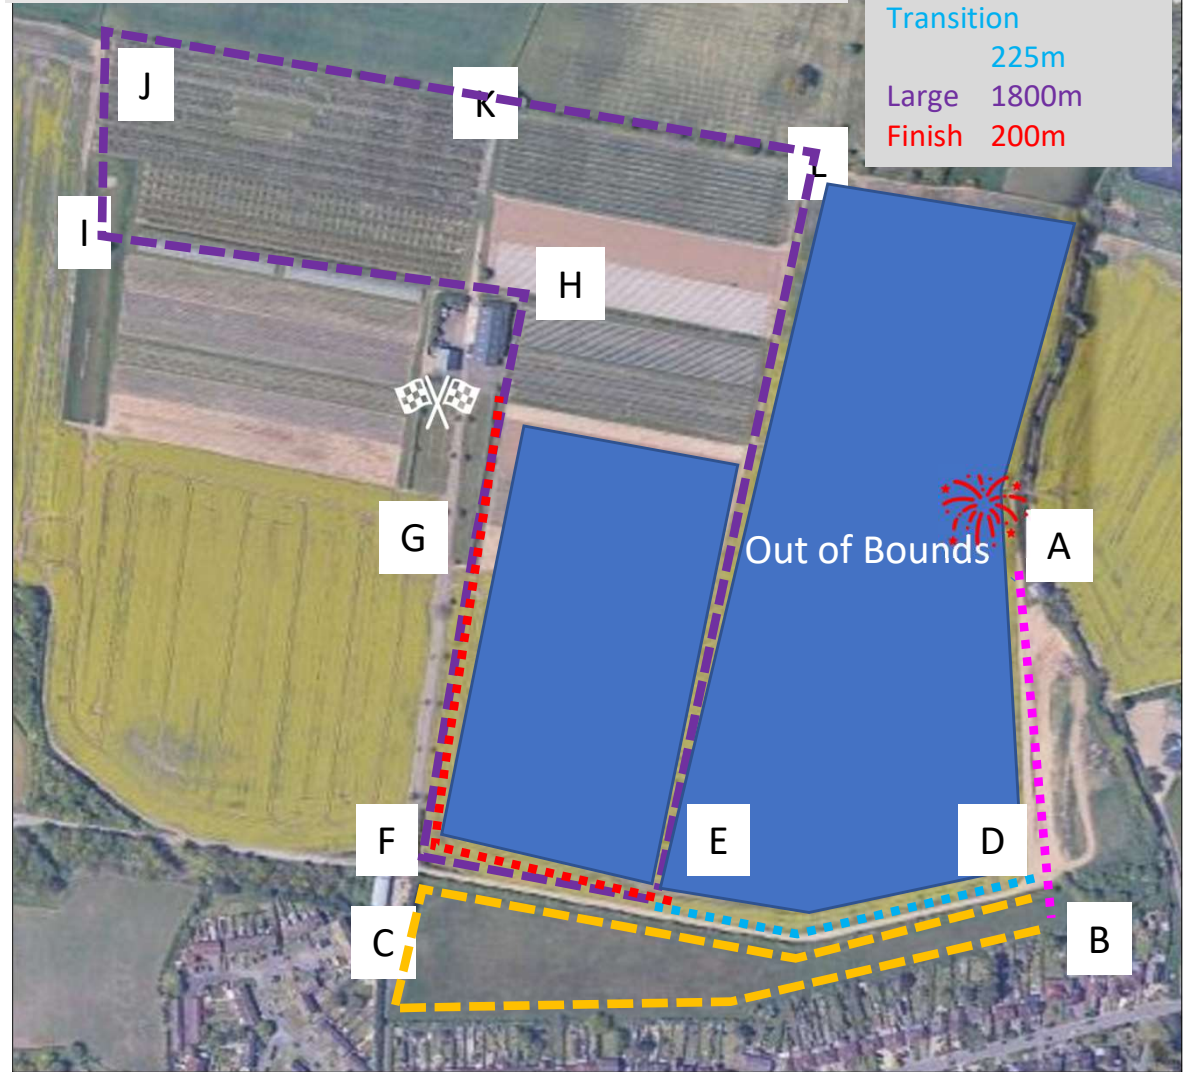 Transition
225m
Large 1800m
Finish 200m
J
K
L
I
H
G
Out of Bounds
A
F
E
D
C
B